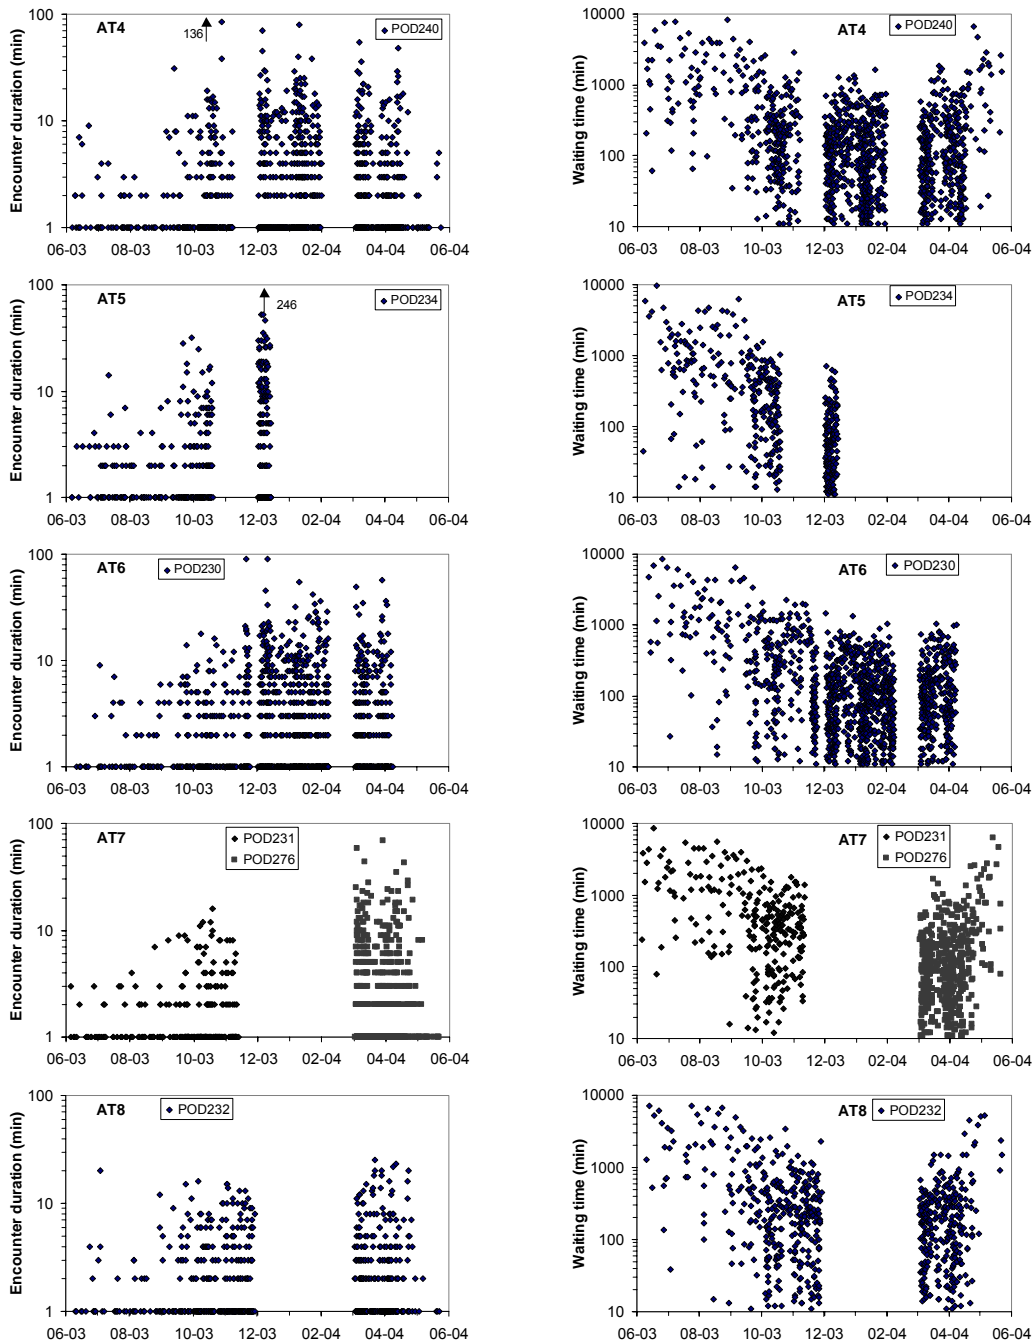 AT4
POD240
136
Encounter duration (min)
100
10
1
06-03 08-03 10-03 12-03 02-04 04-04 06-04
AT4
POD240
Waiting time (min)
10000
1000
100
10
06-03 08-03 10-03 12-03 02-04 04-04 06-04
AT5
POD234
246
Encounter duration (min)
100
10
1
06-03 08-03 10-03 12-03 02-04 04-04 06-04
AT5
POD234
Waiting time (min)
10000
1000
100
10
06-03 08-03 10-03 12-03 02-04 04-04 06-04
AT6
POD230
Encounter duration (min)
100
10
1
06-03 08-03 10-03 12-03 02-04 04-04 06-04
AT6
POD230
Waiting time (min)
10000
1000
100
10
06-03 08-03 10-03 12-03 02-04 04-04 06-04
AT7
POD231
POD276
Encounter duration (min)
100
10
1
06-03 08-03 10-03 12-03 02-04 04-04 06-04
AT7
POD231
POD276
Waiting time (min)
10000
1000
100
10
06-03 08-03 10-03 12-03 02-04 04-04 06-04
AT8
POD232
Encounter duration (min)
100
10
1
06-03 08-03 10-03 12-03 02-04 04-04 06-04
AT8
POD232
Waiting time (min)
10000
1000
100
10
06-03 08-03 10-03 12-03 02-04 04-04 06-04